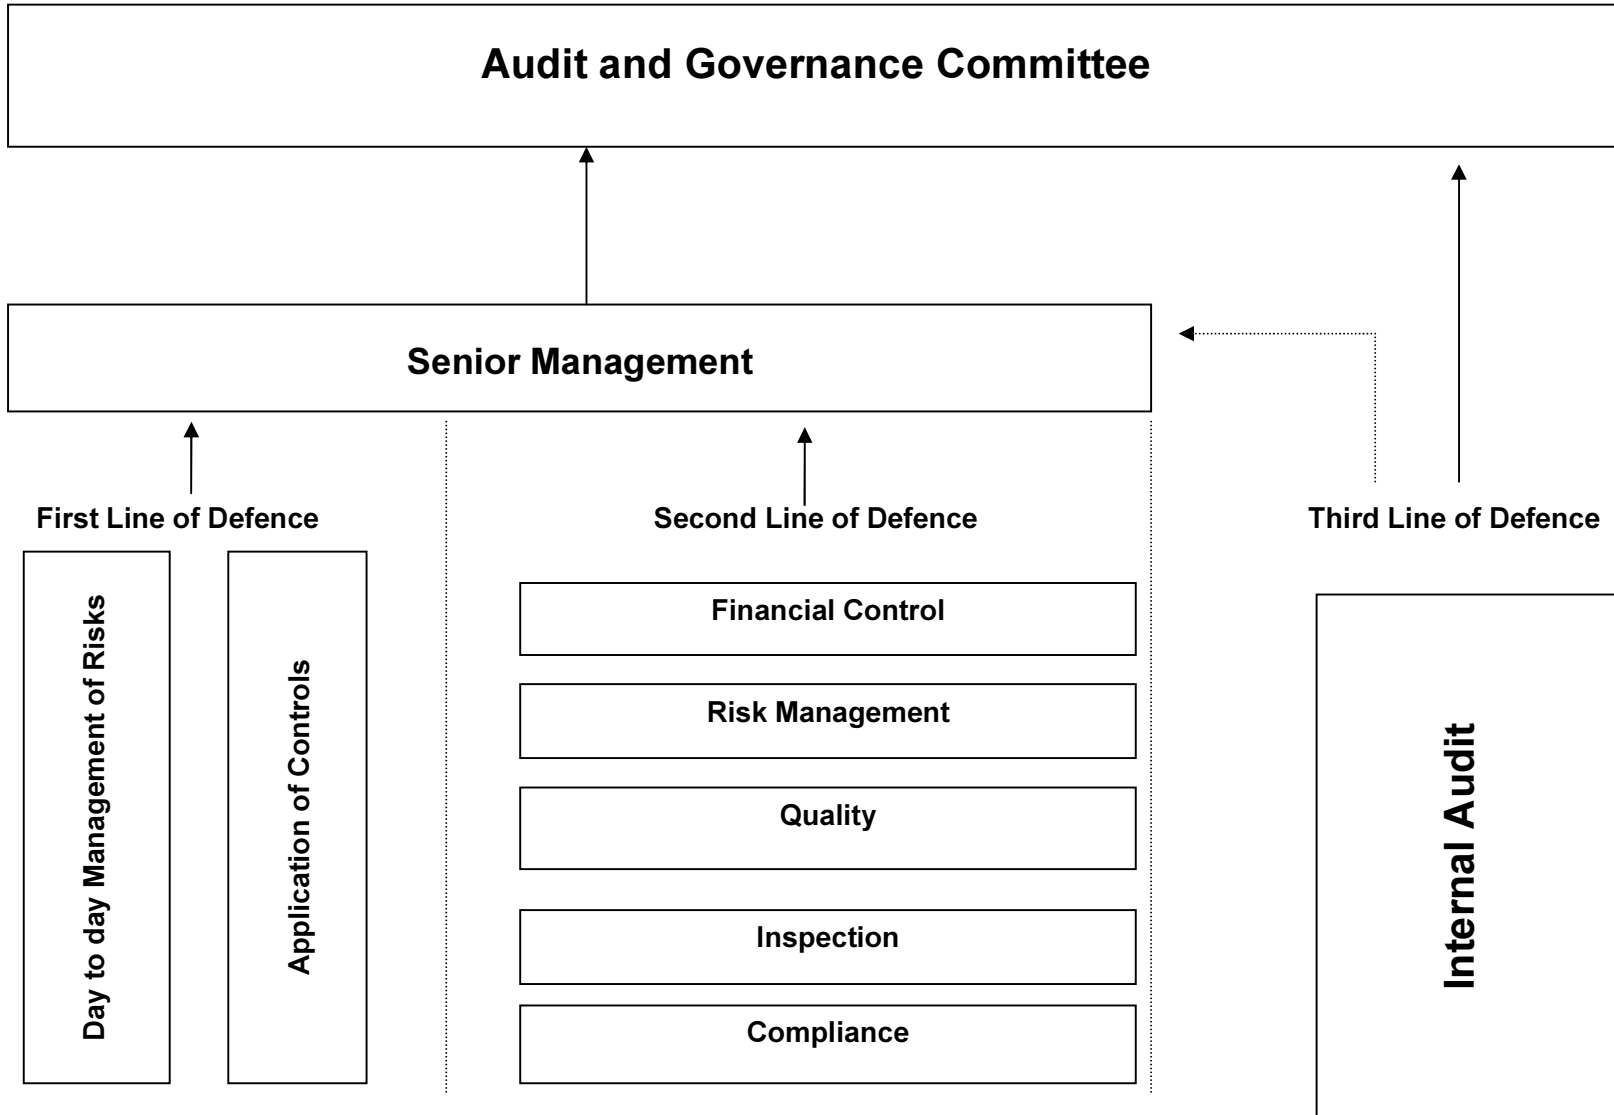 Audit and Governance Committee
Senior Management
First Line of Defence
Second Line of Defence
Third Line of Defence
Day to day Management of Risks
Application of Controls
Financial Control
Risk Management
Quality
Inspection
Compliance
Internal Audit